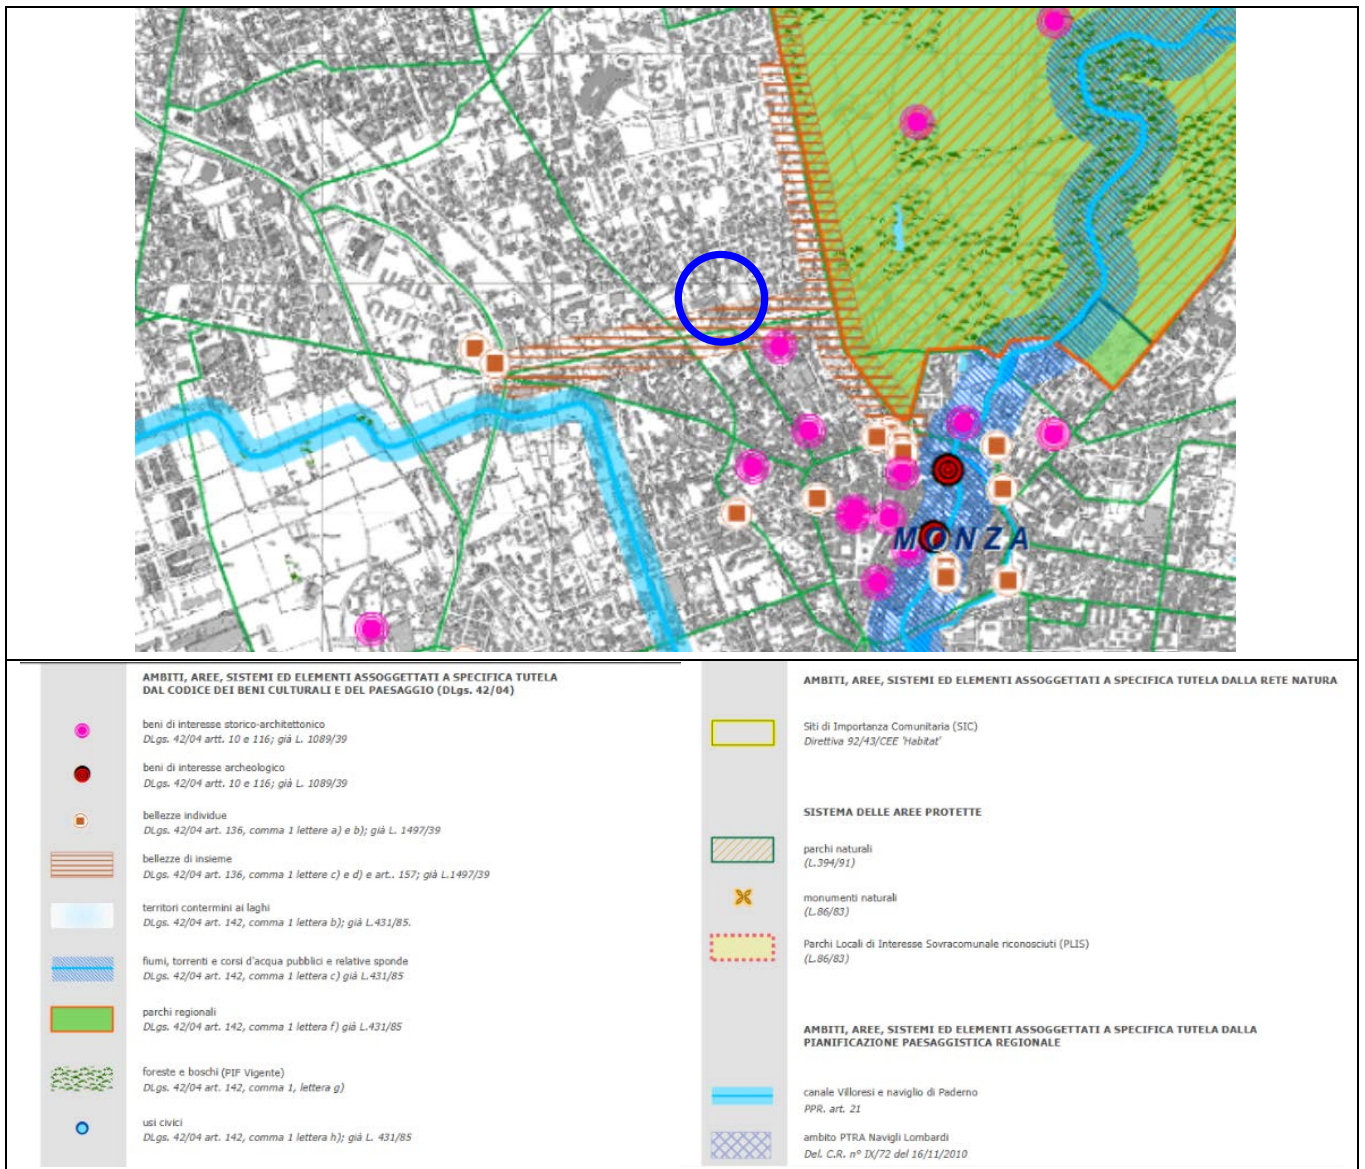 MONZA
AMBITI, AREE, SISTEMI ED ELEMENTI ASSOGGETTATI A SPECIFICA TUTELA
DAL CODICE DEI BENI CULTURALI E DEL PAESAGGIO (DLgs. 42/04)
beni di interesse storico-architettonico
DLgs. 42/04 artt. 10 e 116; già L. 1089/39
beni di interesse archeologico
DLgs. 42/04 artt. 10 e 116; già L. 1089/39
bellezze individue
DLgs. 42/04 art. 136, comma 1 lettere a) e b); già L. 1497/39
bellezze di insieme
DLgs. 42/04 art. 136, comma 1 lettere c) e d) e art.. 157; già L.1497/39
territori contermini ai laghi
DLgs. 42/04 art. 142, comma 1 lettera b); già L.431/85.
fiumi, torrenti e corsi d'acqua pubblici e relative sponde
DLgs. 42/04 art. 142, comma 1 lettera c) già L.431/85
parchi regionali
DLgs. 42/04 art. 142, comma 1 lettera f) già L.431/85
foreste e boschi (PIF Vigente)
DLgs. 42/04 art. 142, comma 1, lettera g)
usi civici
DLgs. 42/04 art. 142, comma 1 lettera h); già L. 431/85
AMBITI, AREE, SISTEMI ED ELEMENTI ASSOGGETTATI A SPECIFICA TUTELA DALLA RETE NATURA
Siti di Importanza Comunitaria (SIC)
Direttiva 92/43/CEE 'Habitat'
SISTEMA DELLE AREE PROTETTE
parchi naturali
(L.394/91)
monumenti naturali
(L.86/83)
Parchi Locali di Interesse Sovracomunale riconosciuti (PLIS)
(L.86/83)
AMBITI, AREE, SISTEMI ED ELEMENTI ASSOGGETTATI A SPECIFICA TUTELA DALLA
PIANIFICAZIONE PAESAGGISTICA REGIONALE
canale Villoresi e naviglio di Paderno
PPR. art. 21
ambito PTRA Navigli Lombardi
Del. C.R. n° IX/72 del 16/11/2010